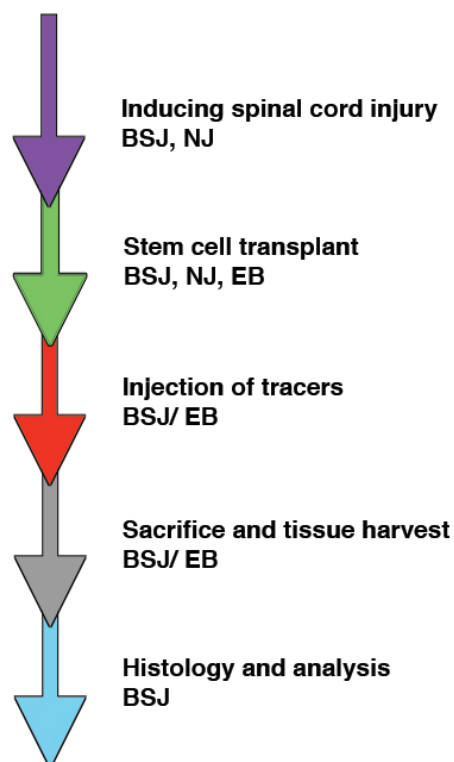 Inducing spinal cord injury
BSJ, NJ
Stem cell transplant
BSJ, NJ, EB
Injection of tracers
BSJ/ EB
Sacrifice and tissue harvest
BSJ/ EB
Histology and analysis
BSJ